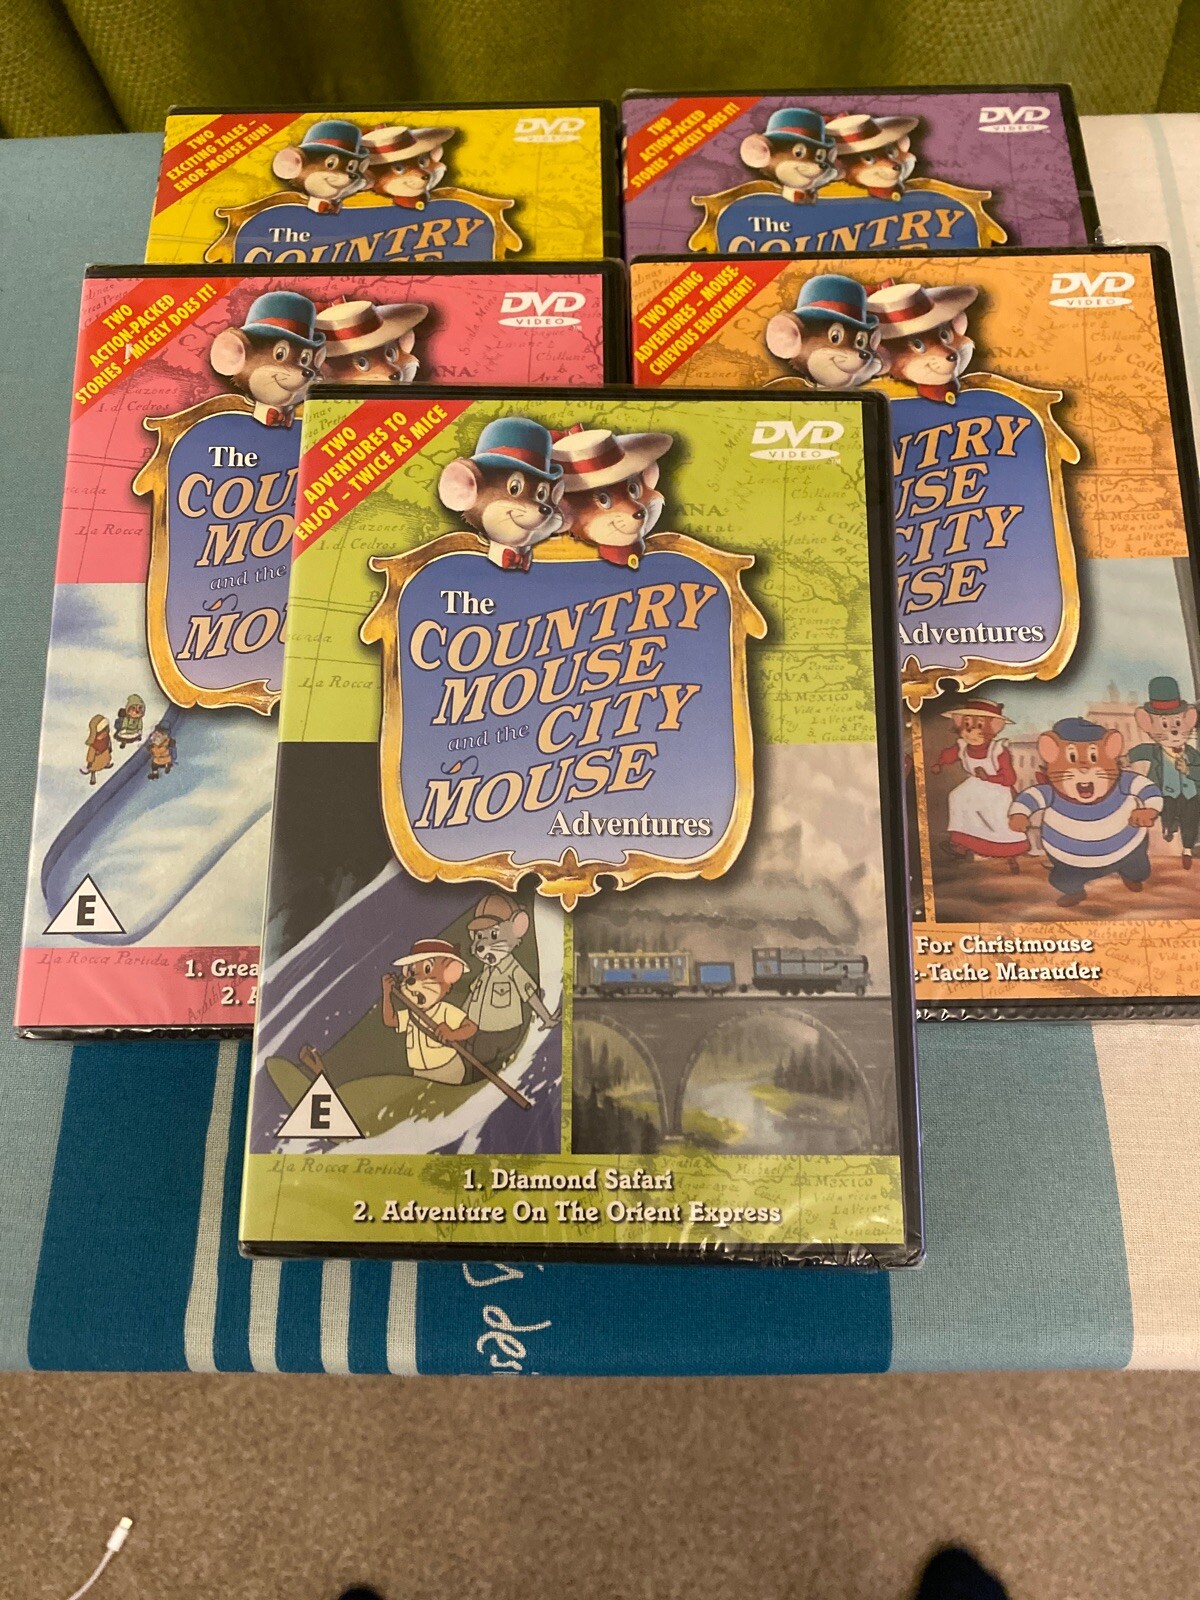 TWO
EXCITING TALES –
ENOR-MOUSE FUN!
DVD
VIDEO
The
COUNTRY
TWO
ACTION-PACKED
STORIES – MICELY DOES IT!
DVD
VIDEO
The
COUNTRY
TWO
ACTION-PACKED
STORIES – MICELY DOES IT!
DVD
VIDEO
The
COU
MO
and the
MOU
E
1. Grea
2. A
TWO DARING
ADVENTURES – MOUSE-
CHIEVOUS ENJOYMENT!
DVD
VIDEO
NTRY
USE
CITY
USE
Adventures
For Christmouse
e-Tache Marauder
TWO
ADVENTURES TO
ENJOY – TWICE AS MICE
DVD
VIDEO
The
COUNTRY
MOUSE
and the CITY
MOUSE
Adventures
E
1. Diamond Safari
2. Adventure On The Orient Express